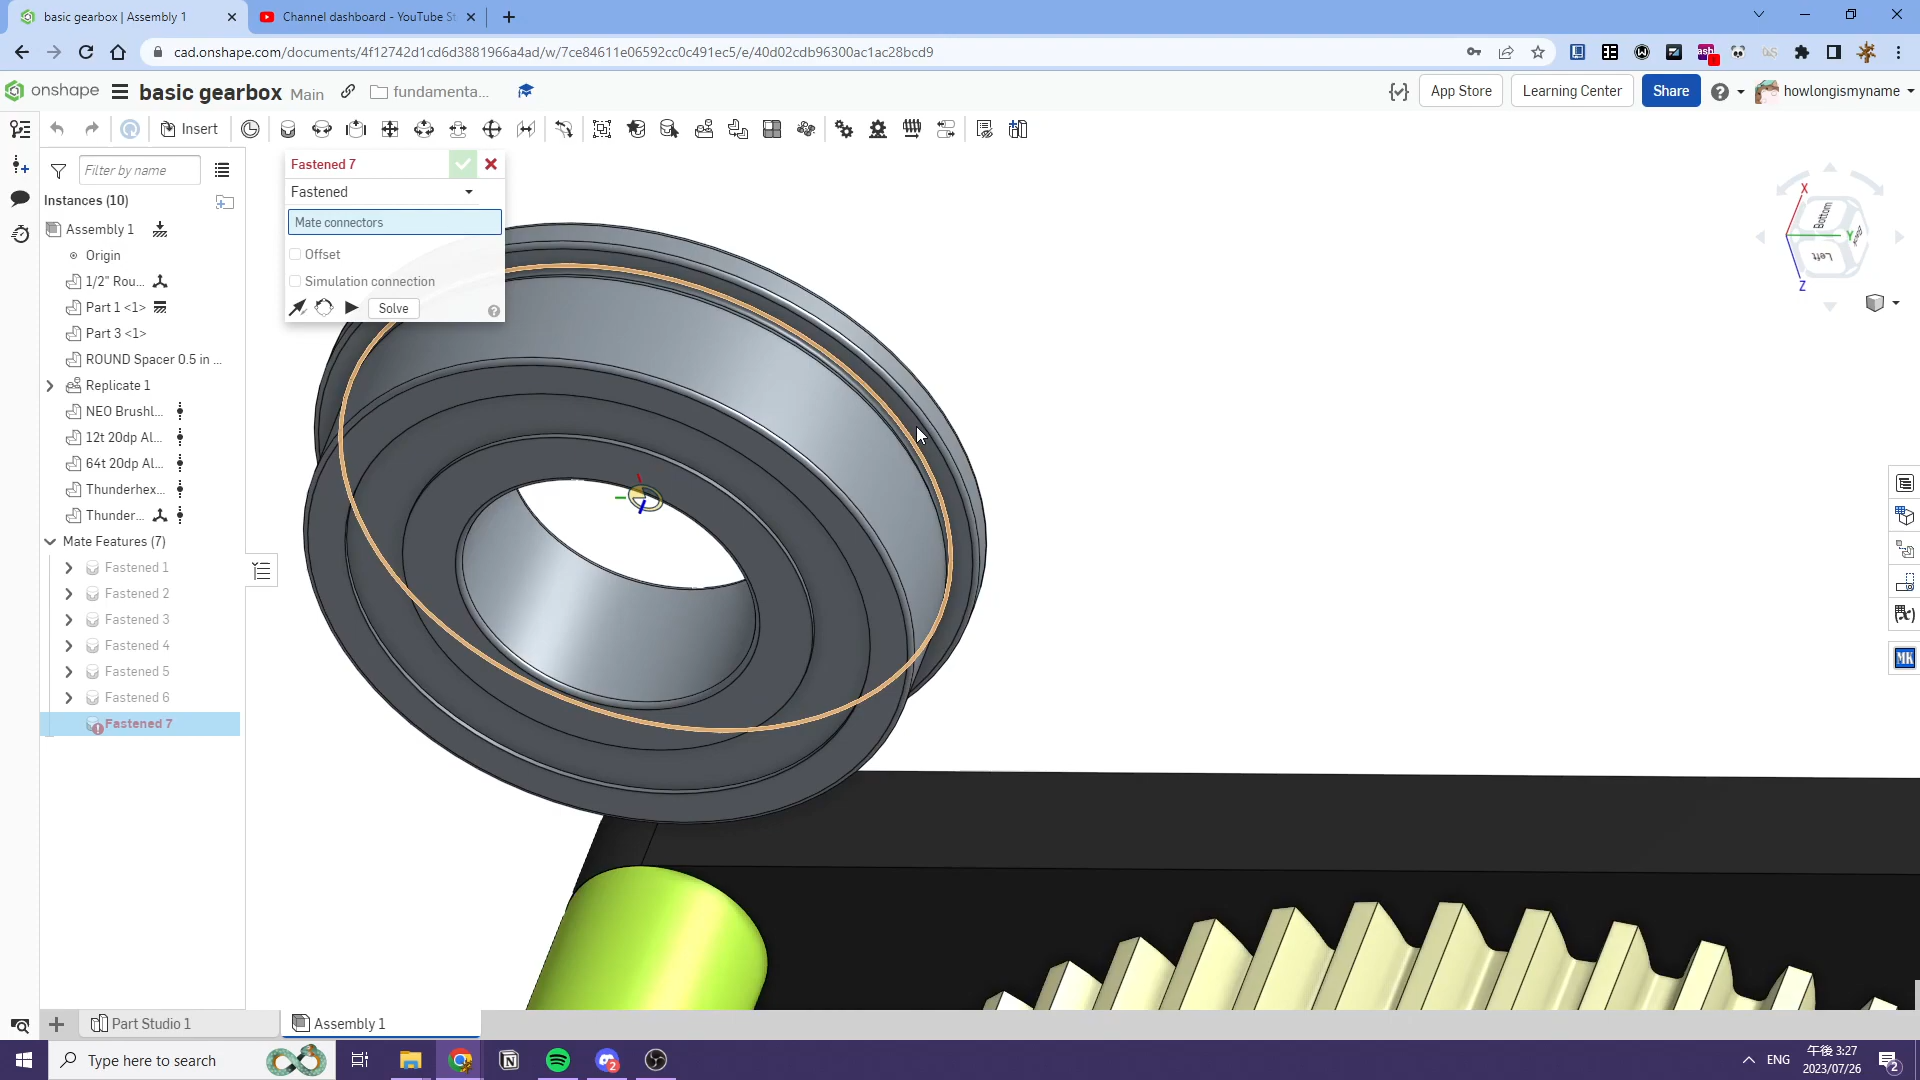 basic gearbox | Assembly 1
Channel dashboard - YouTube St
cad.onshape.com/documents/4f12742d1cd6d3881966a4ad/w/7ce84611e06592cc0c491ec5/e/40d02cdb96300ac1ac28bcd9
onshape
basic gearbox
Main
fundamenta...
App Store
Learning Center
Share
howlongismyname
Insert
Filter by name
Instances (10)
Assembly 1
Origin
1/2" Rou...
Part 1 <1>
Part 3 <1>
ROUND Spacer 0.5 in ...
Replicate 1
NEO Brushl...
12t 20dp Al...
64t 20dp Al...
Thunderhex...
Thunder...
Mate Features (7)
Fastened 1
Fastened 2
Fastened 3
Fastened 4
Fastened 5
Fastened 6
Fastened 7
Fastened 7
Fastened
Mate connectors
Offset
Simulation connection
Solve
X
Bottom
Y
Left
Z
MK
Part Studio 1
Assembly 1
Type here to search
2
ENG
午後 3:27
2023/07/26
2